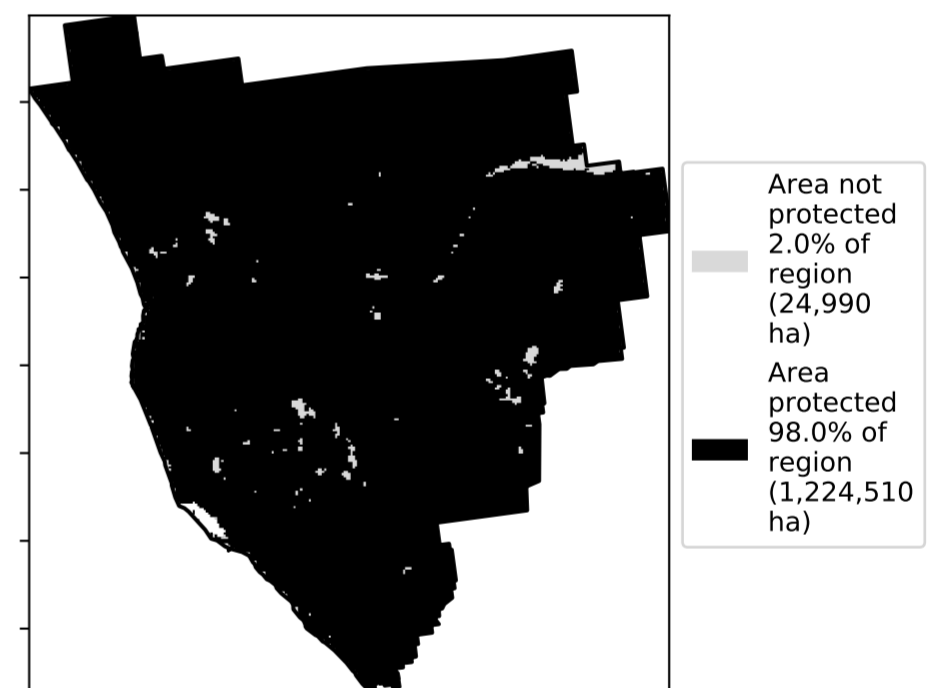 Area not
protected
2.0% of
region
(24,990
ha)
Area
protected
98.0% of
region
(1,224,510
ha)